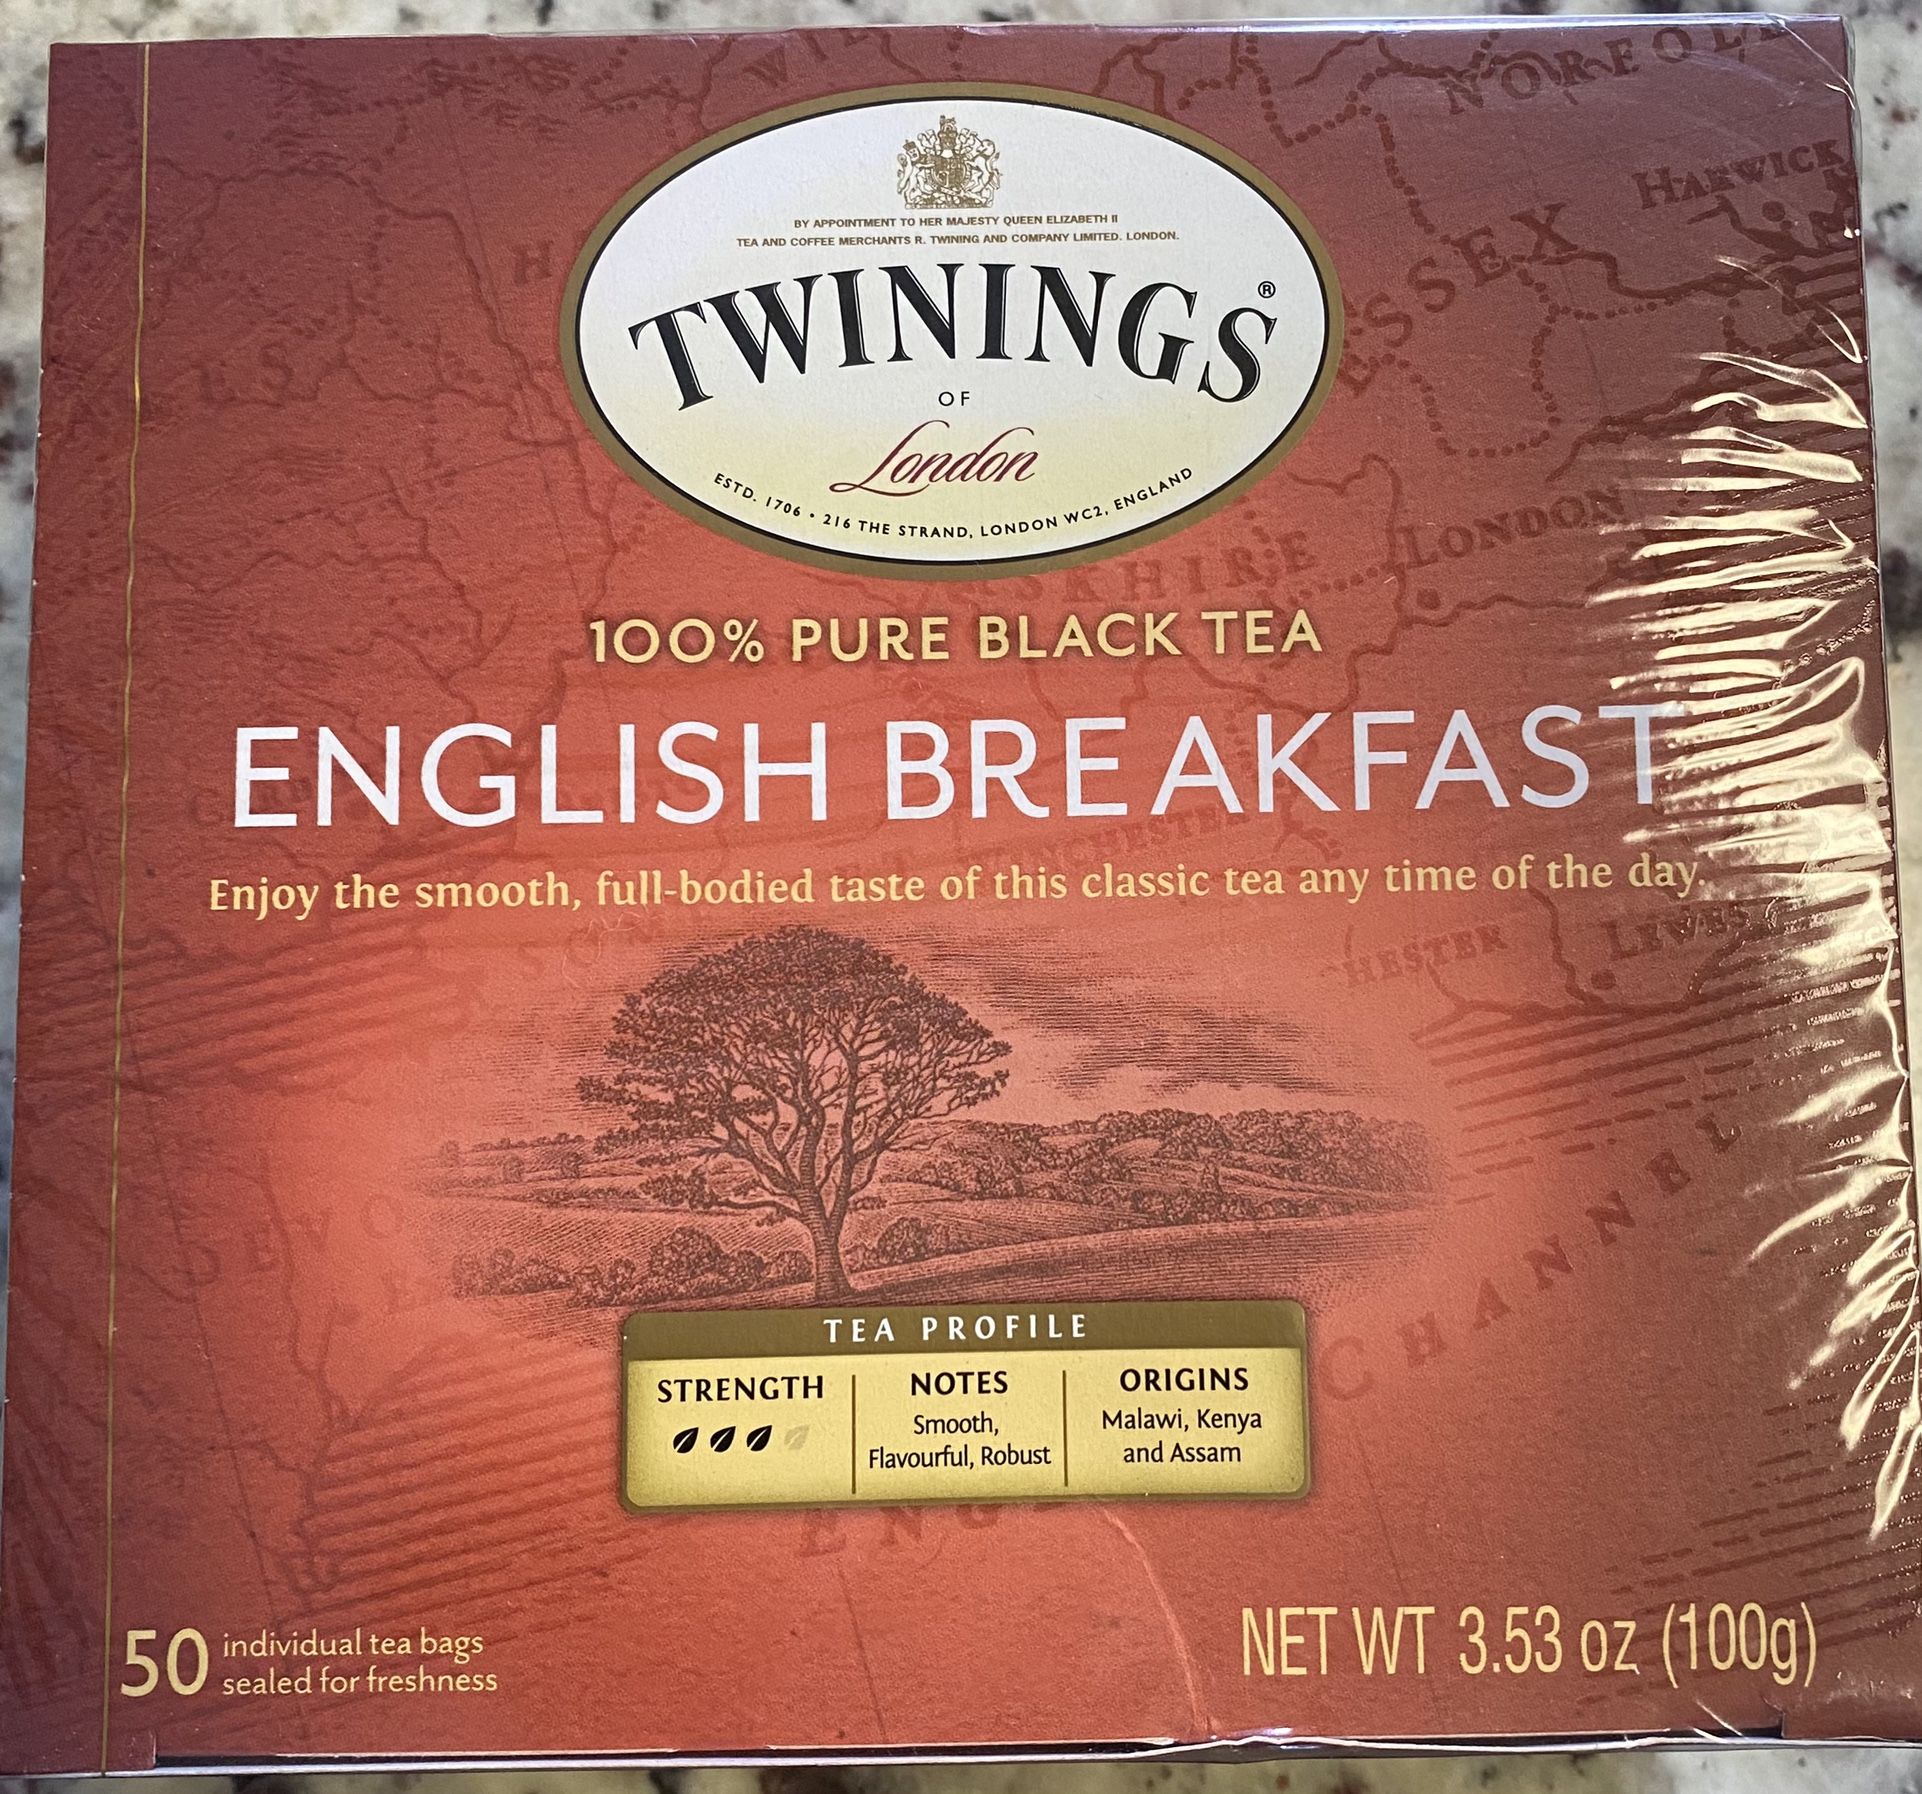 BY APPOINTMENT TO HER MAJESTY QUEEN ELIZABETH II
TEA AND COFFEE MERCHANTS R. TWINING AND COMPANY LIMITED. LONDON.
TWININGS®
OF
London
ESTD. 1706 • 216 THE STRAND, LONDON WC2, ENGLAND
NORFOLK
HARWICH
ESSEX
LONDON
100% PURE BLACK TEA
ENGLISH BREAKFAST
Enjoy the smooth, full-bodied taste of this classic tea any time of the day.
LEWES
CHANNEL
TEA PROFILE
STRENGTH
NOTES
Smooth,
Flavourful, Robust
ORIGINS
Malawi, Kenya
and Assam
50 individual tea bags
sealed for freshness
NET WT 3.53 oz (100g)